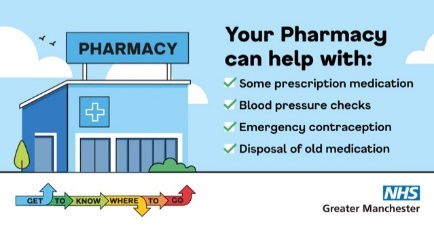 PHARMACY
Your Pharmacy
can help with:
Some prescription medication
Blood pressure checks
Emergency contraception
Disposal of old medication
GET TO KNOW WHERE TO GO
NHS
Greater Manchester